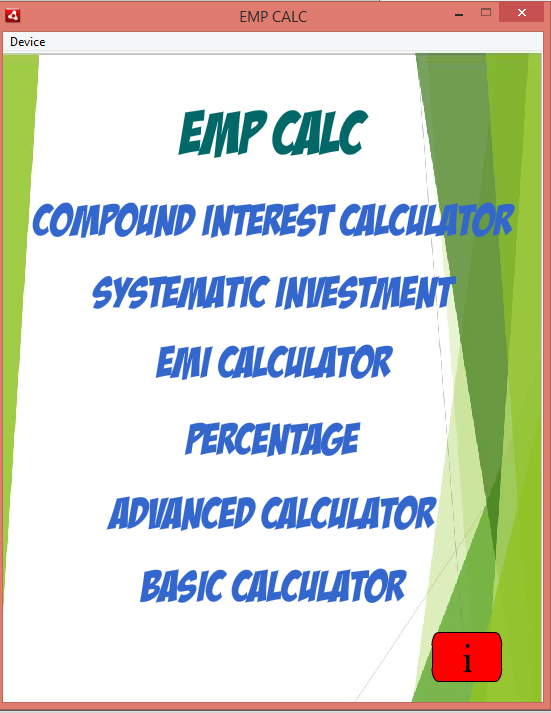 EMP CALC
Device
EMP CALC
COMPOUND INTEREST CALCULATOR
SYSTEMATIC INVESTMENT
EMI CALCULATOR
PERCENTAGE
ADVANCED CALCULATOR
BASIC CALCULATOR
i